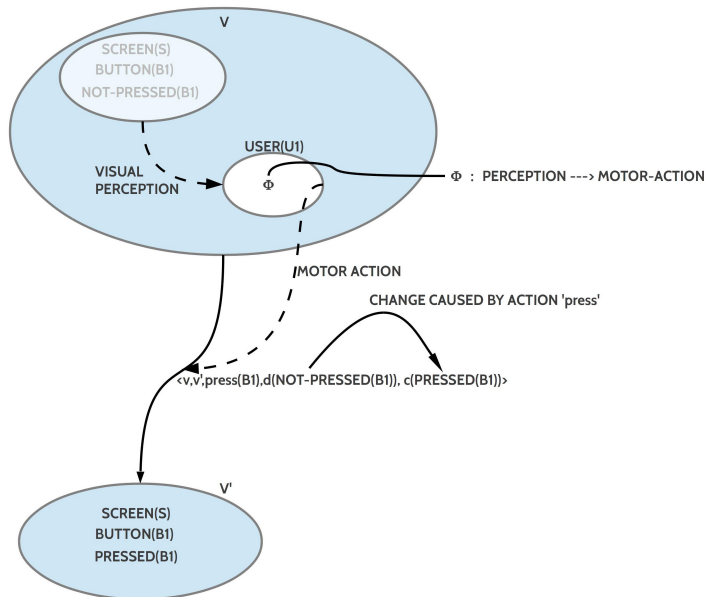 V
SCREEN(S)
BUTTON(B1)
NOT-PRESSED(B1)
USER(U1)
VISUAL
PERCEPTION
Φ
Φ : PERCEPTION ---> MOTOR-ACTION
MOTOR ACTION
CHANGE CAUSED BY ACTION 'press'
<v,v',press(B1),d(NOT-PRESSED(B1)), c(PRESSED(B1))>
V'
SCREEN(S)
BUTTON(B1)
PRESSED(B1)